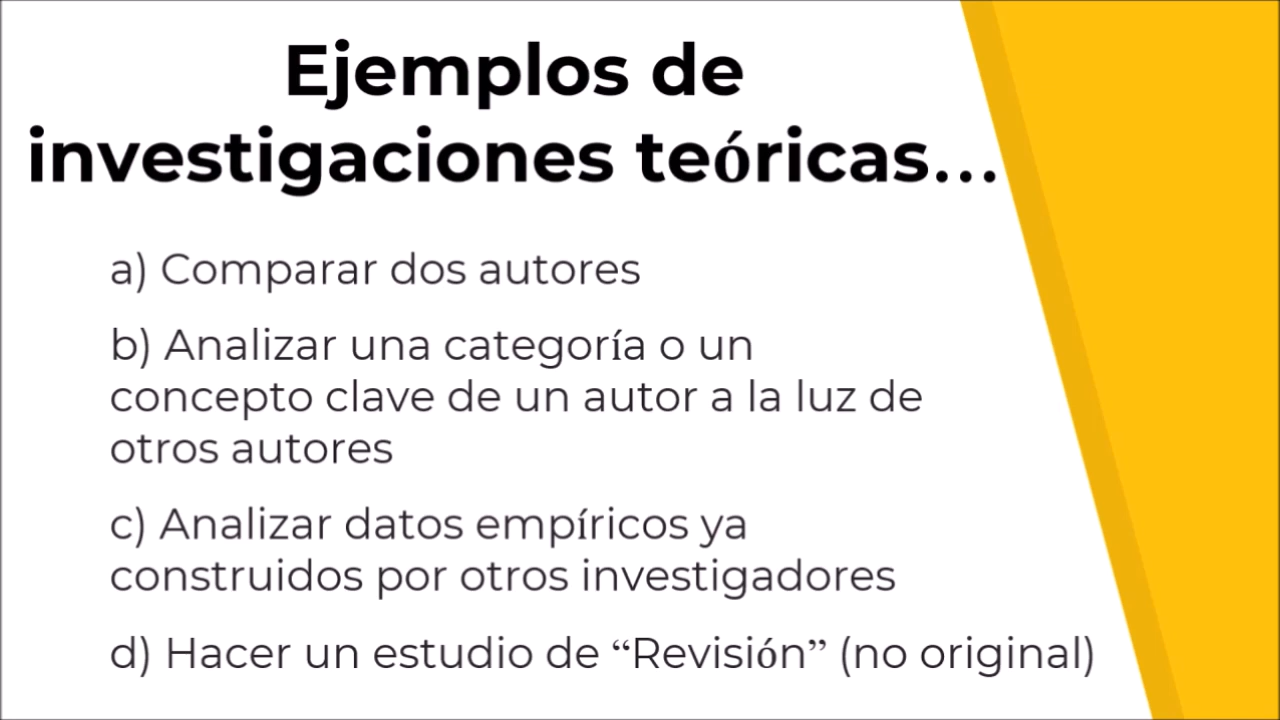 Ejemplos de
investigaciones teóricas...
a) Comparar dos autores
b) Analizar una categoría o un
concepto clave de un autor a la luz de
otros autores
c) Analizar datos empíricos ya
construidos por otros investigadores
d) Hacer un estudio de “Revisión” (no original)